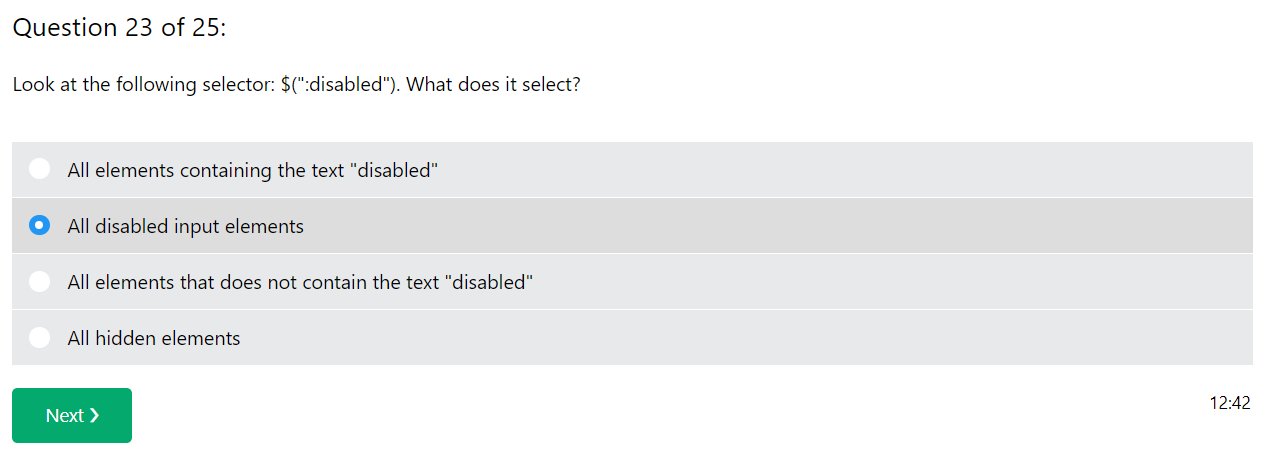 Question 23 of 25:
Look at the following selector: $(":disabled"). What does it select?
All elements containing the text "disabled"
All disabled input elements
All elements that does not contain the text "disabled"
All hidden elements
Next ❯
12:42